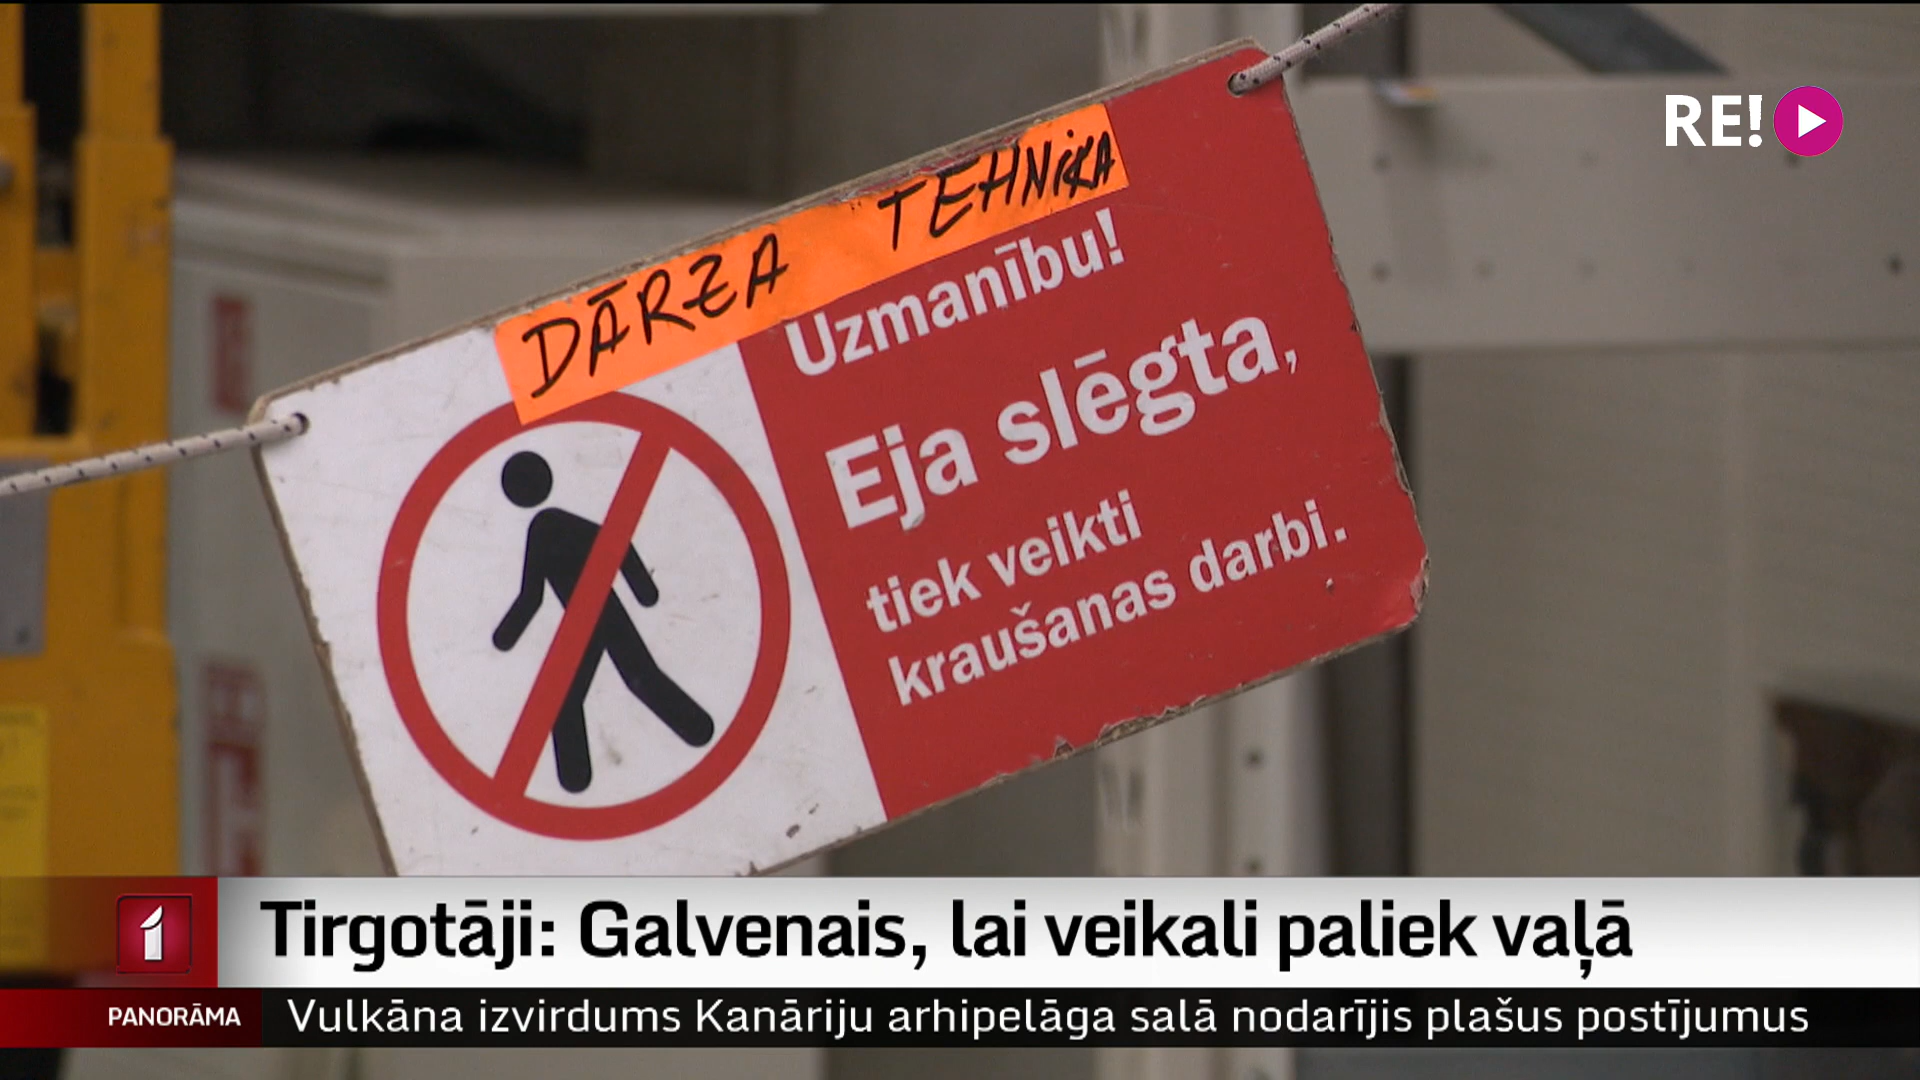 RE!
DĀRZA TEHNIKA
Uzmanību!
Eja slēgta,
tiek veikti
kraušanas darbi.
1
Tirgotāji: Galvenais, lai veikali paliek vaļā
PANORĀMA
Vulkāna izvirdums Kanāriju arhipelāga salā nodarījis plašus postījumus